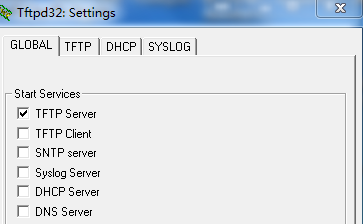 Tftpd32: Settings
GLOBAL TFTP DHCP SYSLOG
Start Services
TFTP Server
TFTP Client
SNTP server
Syslog Server
DHCP Server
DNS Server